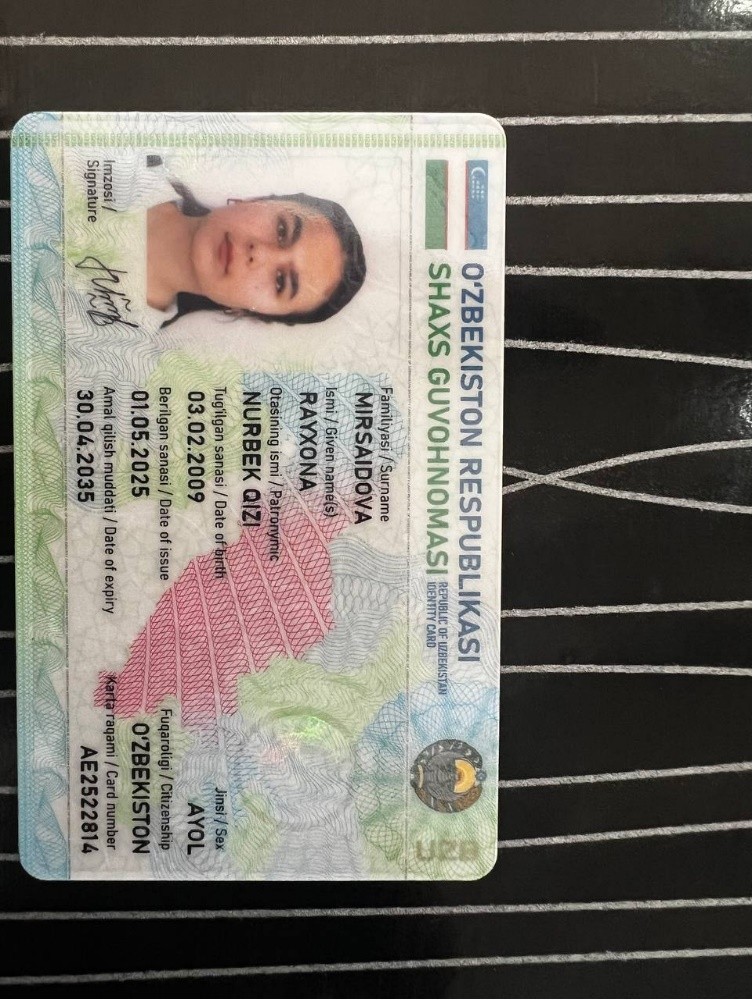 O'ZBEKISTON RESPUBLIKASI
SHAXS GUVOHNOMASI
REPUBLIC OF UZBEKISTAN
IDENTITY CARD
UZB
Familiyasi / Surname
MIRSAIDOVA
Ismi / Given name(s)
RAYXONA
Otasining ismi / Patronymic
NURBEK QIZI
Tug'ilgan sanasi / Date of birth
03.02.2009
Jinsi / Sex
AYOL
Berilgan sanasi / Date of issue
01.05.2025
Fuqaroligi / Citizenship
O'ZBEKISTON
Amal qilish muddati / Date of expiry
30.04.2035
Karta raqami / Card number
AE2522814
Imzosi /
Signature